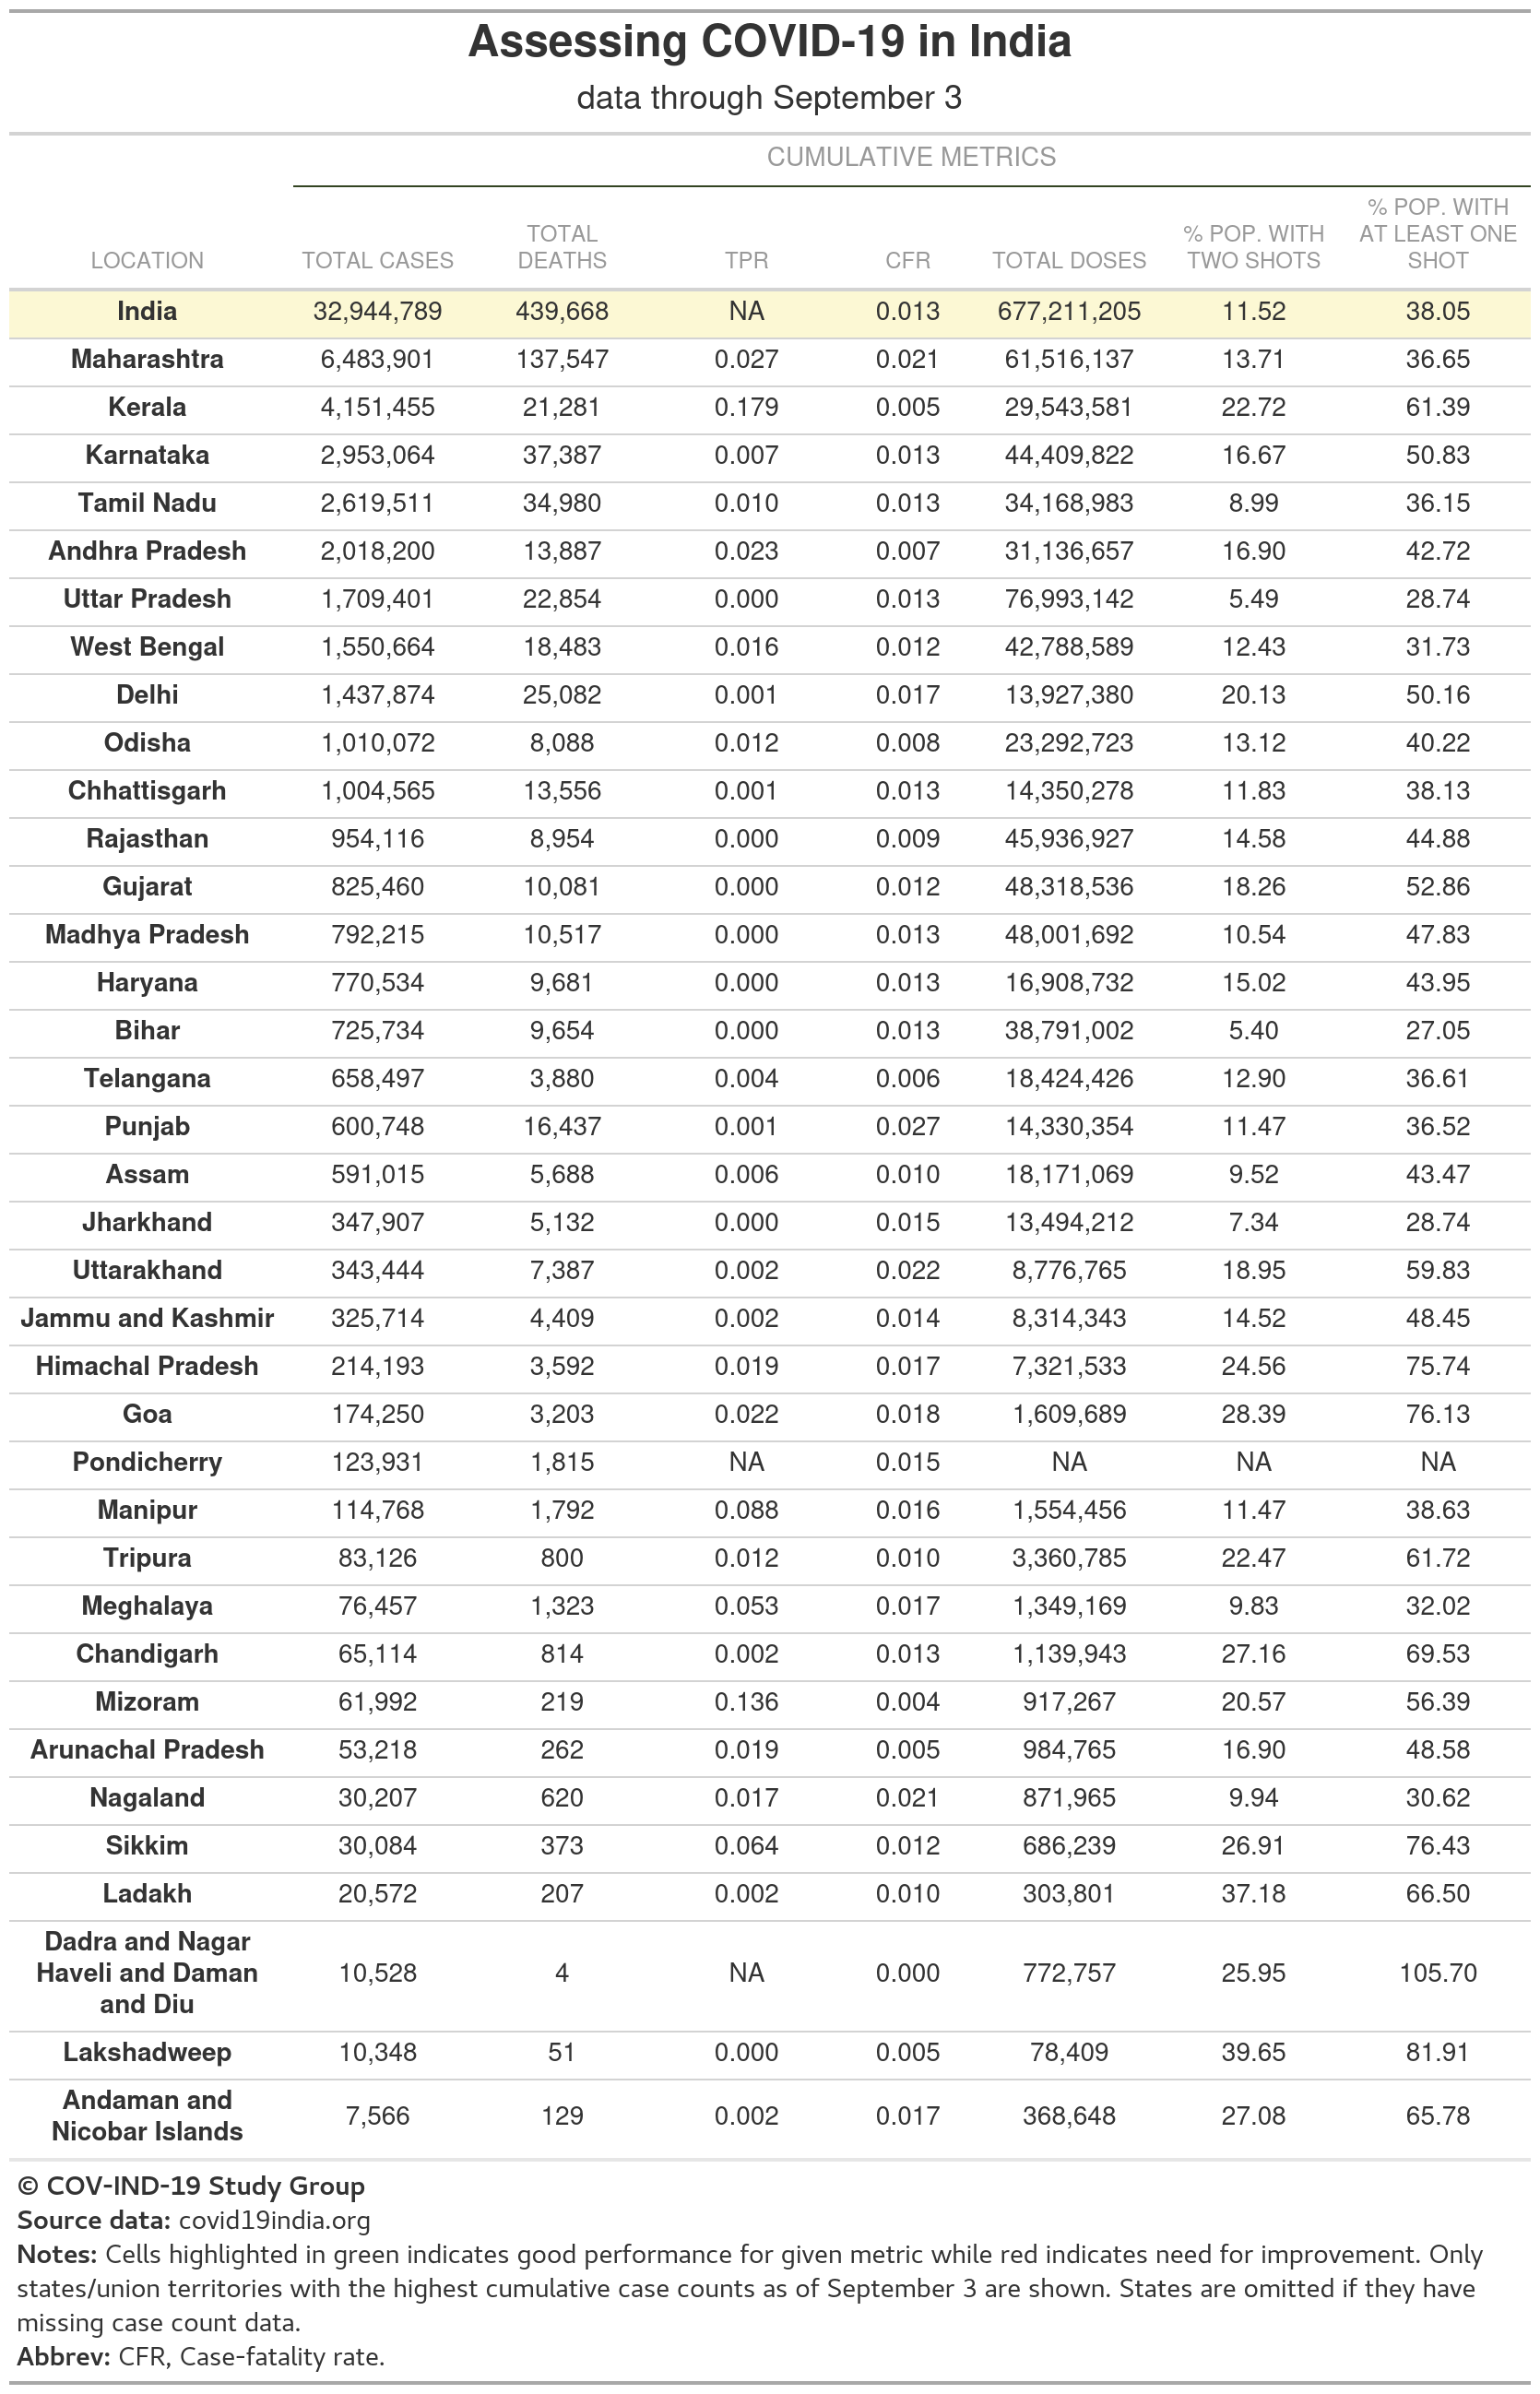 Assessing COVID-19 in India
data through September 3
CUMULATIVE METRICS
LOCATION TOTAL CASES TOTAL DEATHS TPR CFR TOTAL DOSES % POP. WITH TWO SHOTS % POP. WITH AT LEAST ONE SHOT
India 32,944,789 439,668 NA 0.013 677,211,205 11.52 38.05
Maharashtra 6,483,901 137,547 0.027 0.021 61,516,137 13.71 36.65
Kerala 4,151,455 21,281 0.179 0.005 29,543,581 22.72 61.39
Karnataka 2,953,064 37,387 0.007 0.013 44,409,822 16.67 50.83
Tamil Nadu 2,619,511 34,980 0.010 0.013 34,168,983 8.99 36.15
Andhra Pradesh 2,018,200 13,887 0.023 0.007 31,136,657 16.90 42.72
Uttar Pradesh 1,709,401 22,854 0.000 0.013 76,993,142 5.49 28.74
West Bengal 1,550,664 18,483 0.016 0.012 42,788,589 12.43 31.73
Delhi 1,437,874 25,082 0.001 0.017 13,927,380 20.13 50.16
Odisha 1,010,072 8,088 0.012 0.008 23,292,723 13.12 40.22
Chhattisgarh 1,004,565 13,556 0.001 0.013 14,350,278 11.83 38.13
Rajasthan 954,116 8,954 0.000 0.009 45,936,927 14.58 44.88
Gujarat 825,460 10,081 0.000 0.012 48,318,536 18.26 52.86
Madhya Pradesh 792,215 10,517 0.000 0.013 48,001,692 10.54 47.83
Haryana 770,534 9,681 0.000 0.013 16,908,732 15.02 43.95
Bihar 725,734 9,654 0.000 0.013 38,791,002 5.40 27.05
Telangana 658,497 3,880 0.004 0.006 18,424,426 12.90 36.61
Punjab 600,748 16,437 0.001 0.027 14,330,354 11.47 36.52
Assam 591,015 5,688 0.006 0.010 18,171,069 9.52 43.47
Jharkhand 347,907 5,132 0.000 0.015 13,494,212 7.34 28.74
Uttarakhand 343,444 7,387 0.002 0.022 8,776,765 18.95 59.83
Jammu and Kashmir 325,714 4,409 0.002 0.014 8,314,343 14.52 48.45
Himachal Pradesh 214,193 3,592 0.019 0.017 7,321,533 24.56 75.74
Goa 174,250 3,203 0.022 0.018 1,609,689 28.39 76.13
Pondicherry 123,931 1,815 NA 0.015 NA NA NA
Manipur 114,768 1,792 0.088 0.016 1,554,456 11.47 38.63
Tripura 83,126 800 0.012 0.010 3,360,785 22.47 61.72
Meghalaya 76,457 1,323 0.053 0.017 1,349,169 9.83 32.02
Chandigarh 65,114 814 0.002 0.013 1,139,943 27.16 69.53
Mizoram 61,992 219 0.136 0.004 917,267 20.57 56.39
Arunachal Pradesh 53,218 262 0.019 0.005 984,765 16.90 48.58
Nagaland 30,207 620 0.017 0.021 871,965 9.94 30.62
Sikkim 30,084 373 0.064 0.012 686,239 26.91 76.43
Ladakh 20,572 207 0.002 0.010 303,801 37.18 66.50
Dadra and Nagar Haveli and Daman and Diu 10,528 4 NA 0.000 772,757 25.95 105.70
Lakshadweep 10,348 51 0.000 0.005 78,409 39.65 81.91
Andaman and Nicobar Islands 7,566 129 0.002 0.017 368,648 27.08 65.78
© COV-IND-19 Study Group
Source data: covid19india.org
Notes: Cells highlighted in green indicates good performance for given metric while red indicates need for improvement. Only
states/union territories with the highest cumulative case counts as of September 3 are shown. States are omitted if they have
missing case count data.
Abbrev: CFR, Case-fatality rate.